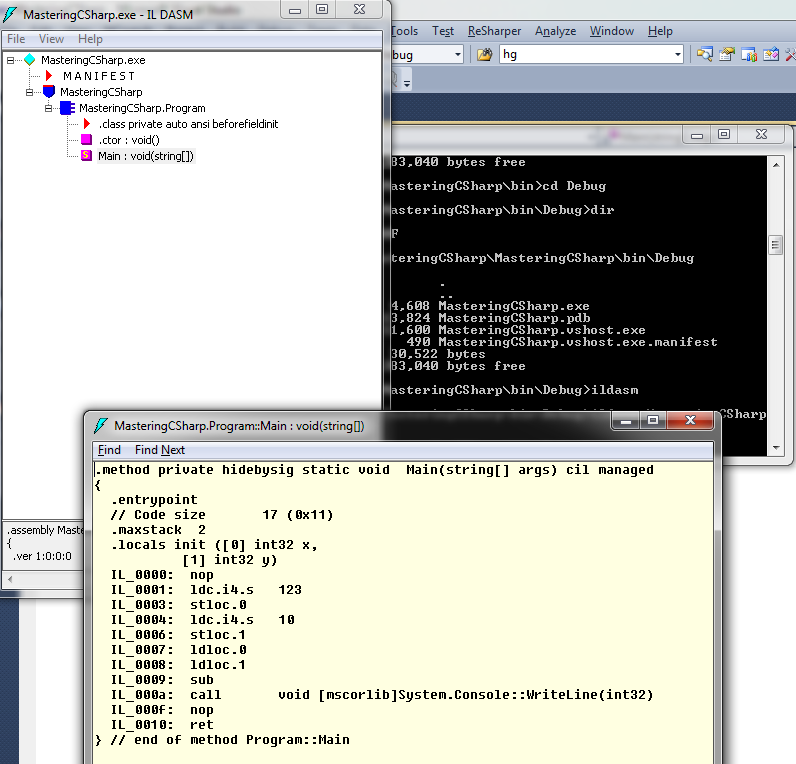 MasteringCSharp.exe - IL DASM
File View Help
MasteringCSharp.exe
M A N I F E S T
MasteringCSharp
MasteringCSharp.Program
.class private auto ansi beforefieldinit
.ctor : void()
Main : void(string[])
.assembly Maste
{
.ver 1:0:0:0
Tools Test ReSharper Analyze Window Help
bug hg
83,040 bytes free
asteringCSharp\bin>cd Debug
asteringCSharp\bin\Debug>dir
F
teringCSharp\MasteringCSharp\bin\Debug
.
..
4,608 MasteringCSharp.exe
3,824 MasteringCSharp.pdb
1,600 MasteringCSharp.vshost.exe
490 MasteringCSharp.vshost.exe.manifest
30,522 bytes
83,040 bytes free
asteringCSharp\bin\Debug>ildasm
CSharp
MasteringCSharp.Program::Main : void(string[])
Find Find Next
.method private hidebysig static void  Main(string[] args) cil managed
{
  .entrypoint
  // Code size       17 (0x11)
  .maxstack  2
  .locals init ([0] int32 x,
           [1] int32 y)
  IL_0000:  nop
  IL_0001:  ldc.i4.s   123
  IL_0003:  stloc.0
  IL_0004:  ldc.i4.s   10
  IL_0006:  stloc.1
  IL_0007:  ldloc.0
  IL_0008:  ldloc.1
  IL_0009:  sub
  IL_000a:  call       void [mscorlib]System.Console::WriteLine(int32)
  IL_000f:  nop
  IL_0010:  ret
} // end of method Program::Main